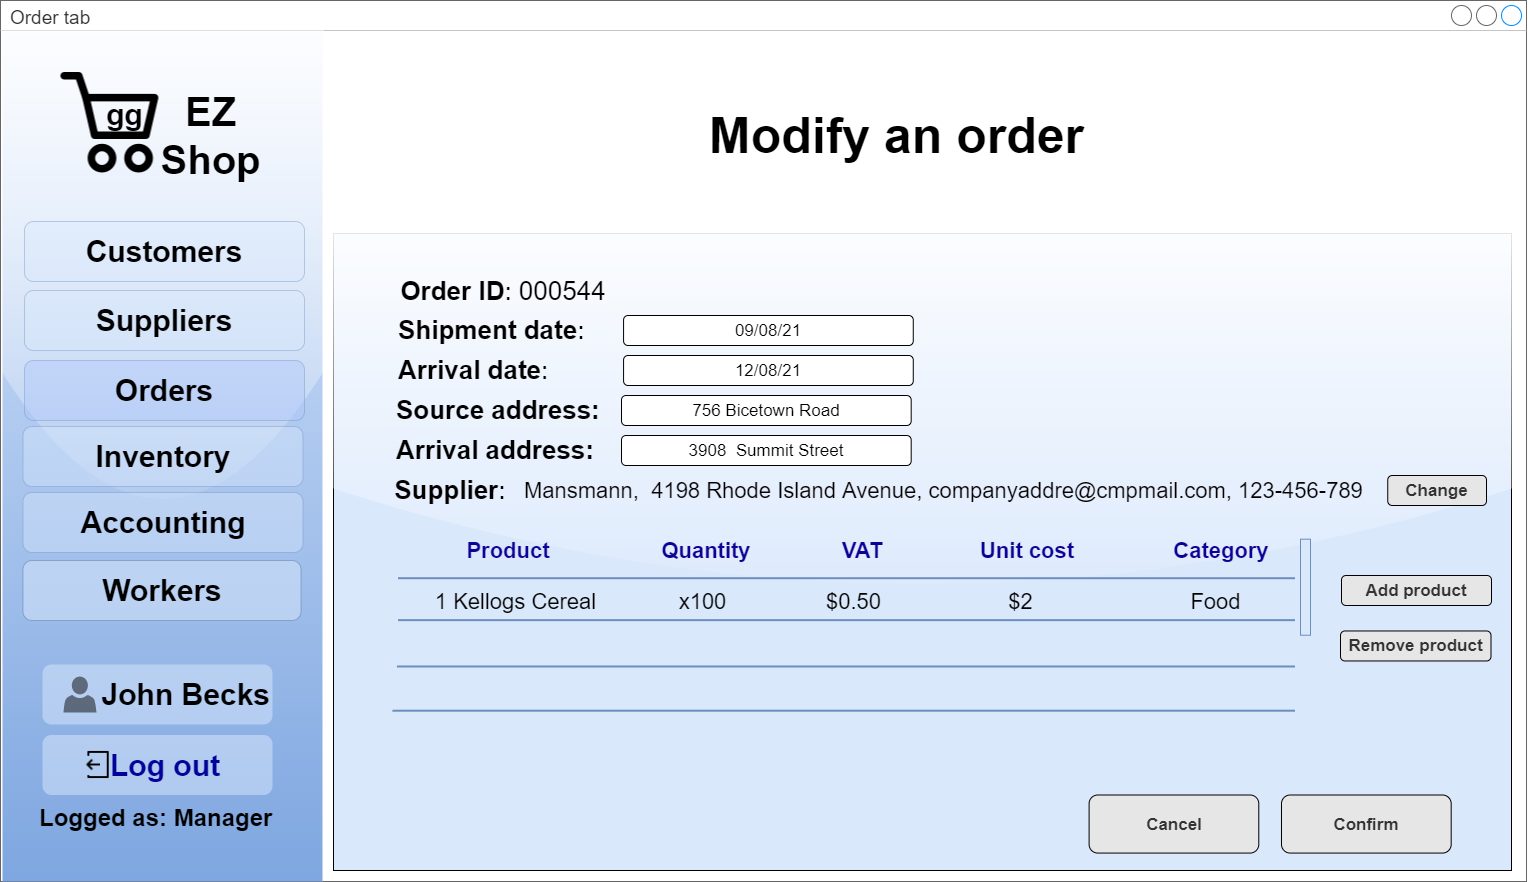 Order tab
gg
EZ
Shop
Customers
Suppliers
Orders
Inventory
Accounting
Workers
John Becks
Log out
Logged as: Manager
Modify an order
Order ID: 000544
Shipment date: 09/08/21
Arrival date: 12/08/21
Source address: 756 Bicetown Road
Arrival address: 3908  Summit Street
Supplier: Mansmann,  4198 Rhode Island Avenue, companyaddre@cmpmail.com, 123-456-789 Change
Product Quantity VAT Unit cost Category
1 Kellogs Cereal x100 $0.50 $2 Food
Add product
Remove product
Cancel Confirm